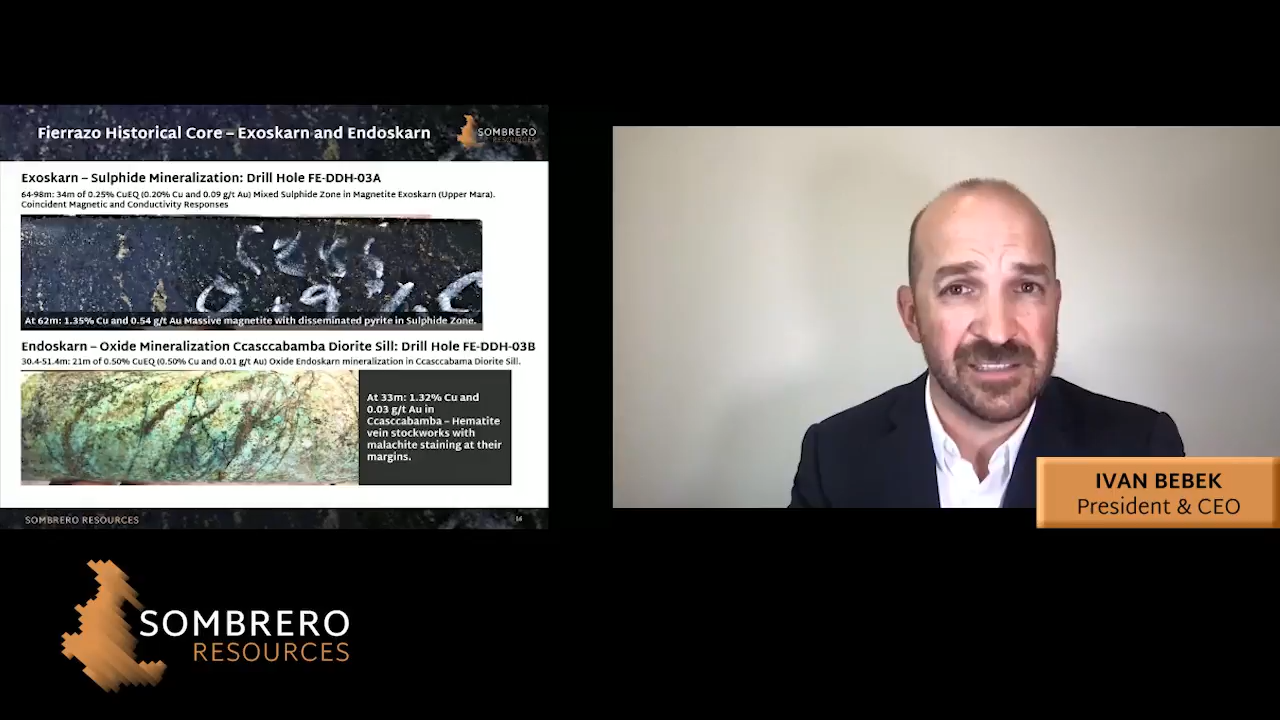 Fierrazo Historical Core – Exoskarn and Endoskarn
SOMBRERO
RESOURCES
Exoskarn – Sulphide Mineralization: Drill Hole FE-DDH-03A
64-98m: 34m of 0.25% CuEQ (0.20% Cu and 0.09 g/t Au) Mixed Sulphide Zone in Magnetite Exoskarn (Upper Mara).
Coincident Magnetic and Conductivity Responses
At 62m: 1.35% Cu and 0.54 g/t Au Massive magnetite with disseminated pyrite in Sulphide Zone.
Endoskarn – Oxide Mineralization Ccasccabamba Diorite Sill: Drill Hole FE-DDH-03B
30.4-51.4m: 21m of 0.50% CuEQ (0.50% Cu and 0.01 g/t Au) Oxide Endoskarn mineralization in Ccasccabamba Diorite Sill.
At 33m: 1.32% Cu and
0.03 g/t Au in
Ccasccabamba – Hematite
vein stockworks with
malachite staining at their
margins.
SOMBRERO RESOURCES
IVAN BEBEK
President & CEO
SOMBRERO
RESOURCES